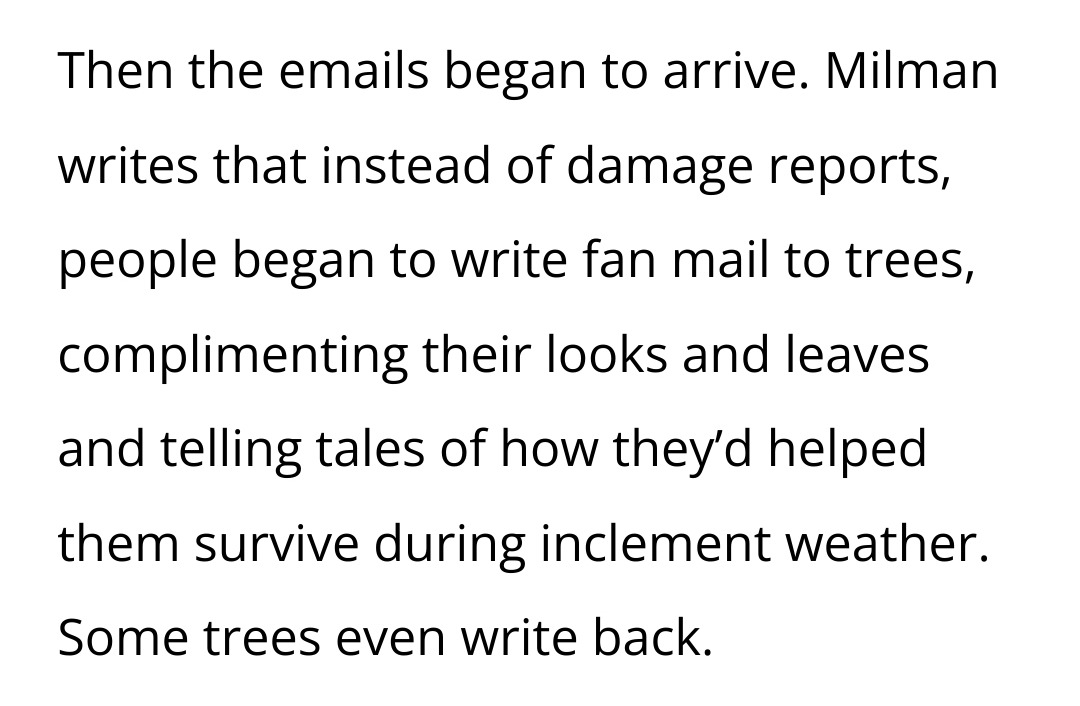 Then the emails began to arrive. Milman
writes that instead of damage reports,
people began to write fan mail to trees,
complimenting their looks and leaves
and telling tales of how they’d helped
them survive during inclement weather.
Some trees even write back.